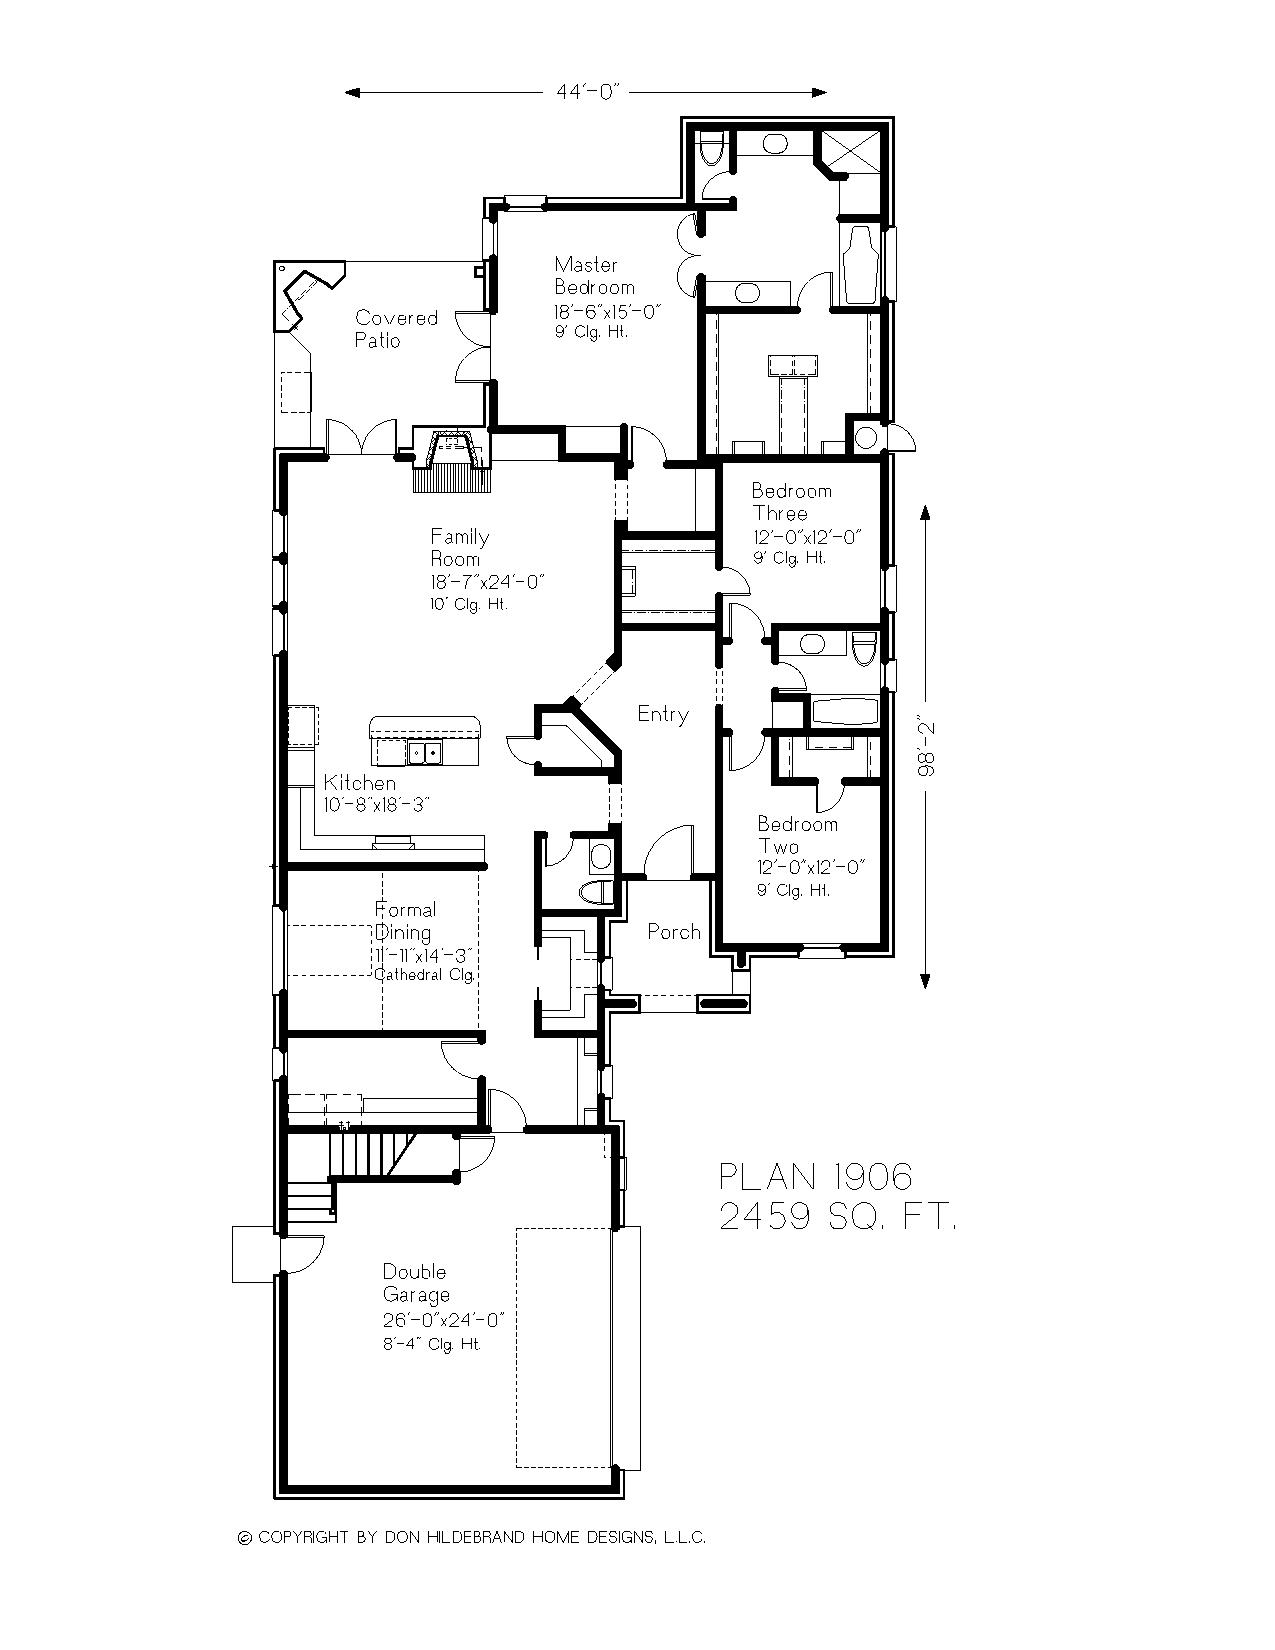 44'-0"
Master
Bedroom
18'-6"x15'-0"
9' Clg. Ht.
Covered
Patio
Bedroom
Three
12'-0"x12'-0"
9' Clg. Ht.
Family
Room
18'-7"x24'-0"
10' Clg. Ht.
Entry
98'-2"
Kitchen
10'-8"x18'-3"
Bedroom
Two
12'-0"x12'-0"
9' Clg. Ht.
Formal
Dining
11'-11"x14'-3"
Cathedral Clg.
Porch
PLAN 1906
2459 SQ. FT.
Double
Garage
26'-0"x24'-0"
8'-4" Clg. Ht.
© COPYRIGHT BY DON HILDEBRAND HOME DESIGNS, L.L.C.